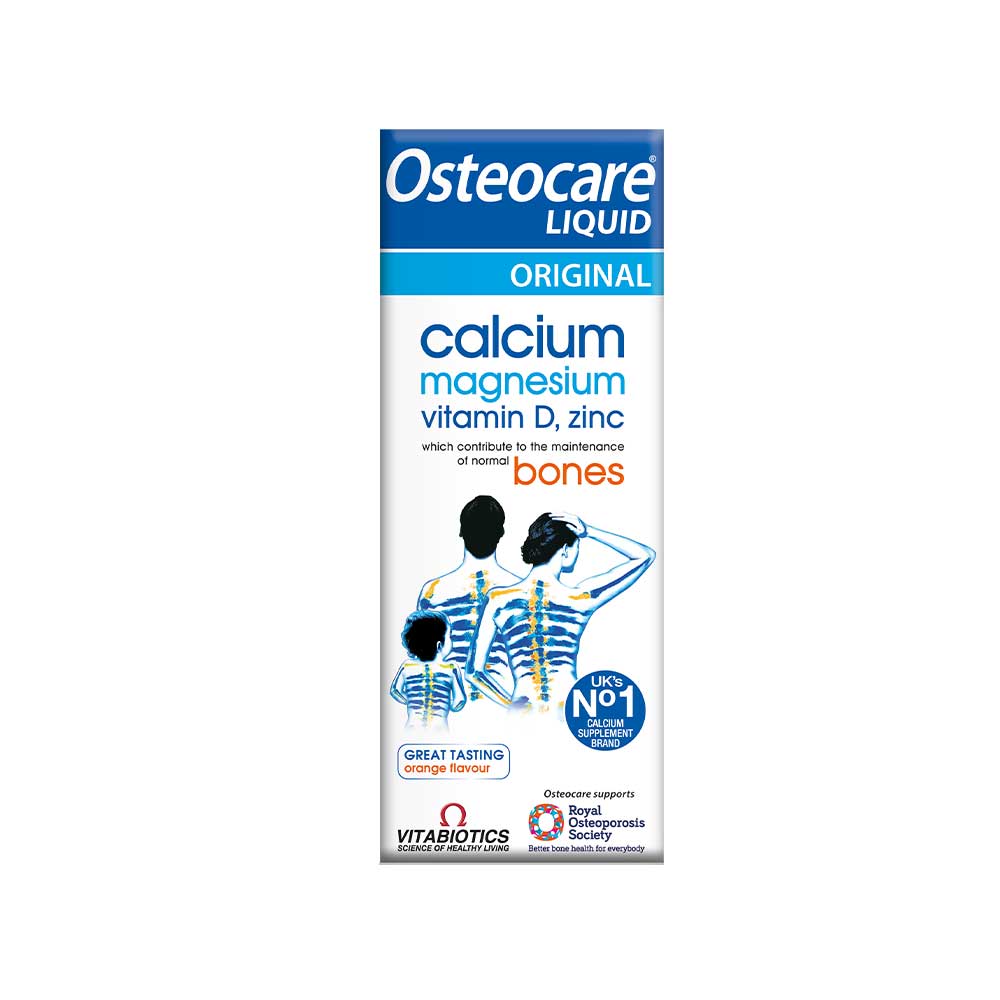 Osteocare®
LIQUID
ORIGINAL
calcium
magnesium
vitamin D, zinc
which contribute to the maintenance
of normal bones
UK's
Nº1
CALCIUM
SUPPLEMENT
BRAND
GREAT TASTING
orange flavour
Osteocare supports
Royal
Osteoporosis
Society
Better bone health for everybody
VITABIOTICS
SCIENCE OF HEALTHY LIVING